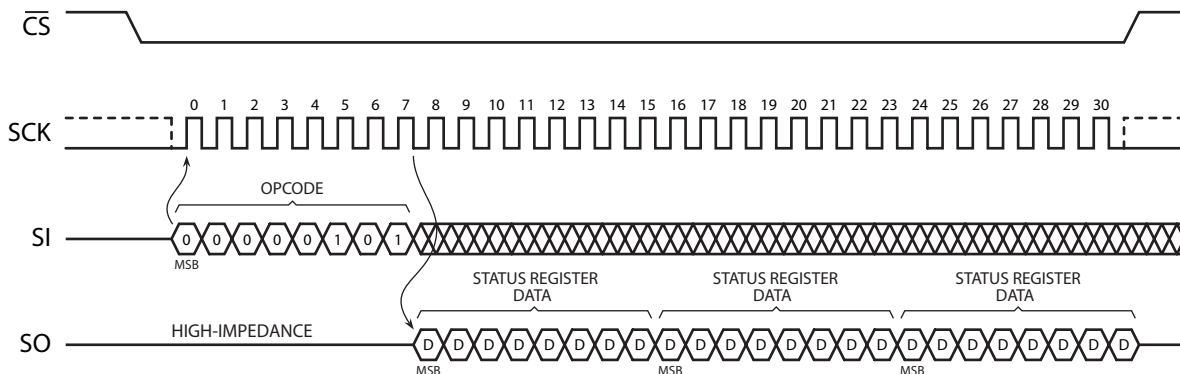 CS
0 1 2 3 4 5 6 7 8 9 10 11 12 13 14 15 16 17 18 19 20 21 22 23 24 25 26 27 28 29 30
SCK
OPCODE
SI
0 0 0 0 0 1 0 1
MSB
STATUS REGISTER
DATA
STATUS REGISTER
DATA
STATUS REGISTER
DATA
HIGH-IMPEDANCE
SO
D D D D D D D D D D D D D D D D D D D D D D D D
MSB
MSB
MSB